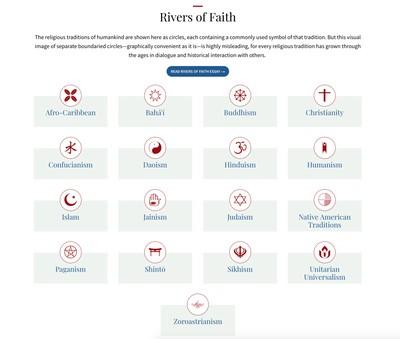 Rivers of Faith
The religious traditions of humankind are shown here as circles, each containing a commonly used symbol of that tradition. But this visual
image of separate boundaried circles—graphically convenient as it is—is highly misleading, for every religious tradition has grown through
the ages in dialogue and historical interaction with others.
READ RIVERS OF FAITH ESSAY →
Afro-Caribbean
Bahá'í
Buddhism
Christianity
Confucianism
Daoism
Hinduism
Humanism
Islam
Jainism
Judaism
Native American
Traditions
Paganism
Shintō
Sikhism
Unitarian
Universalism
Zoroastrianism